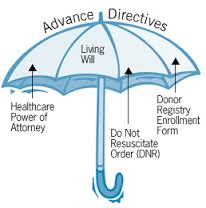 Advance Directives
Living
Will
Healthcare
Power of
Attorney
Do Not
Resuscitate
Order (DNR)
Donor
Registry
Enrollment
Form